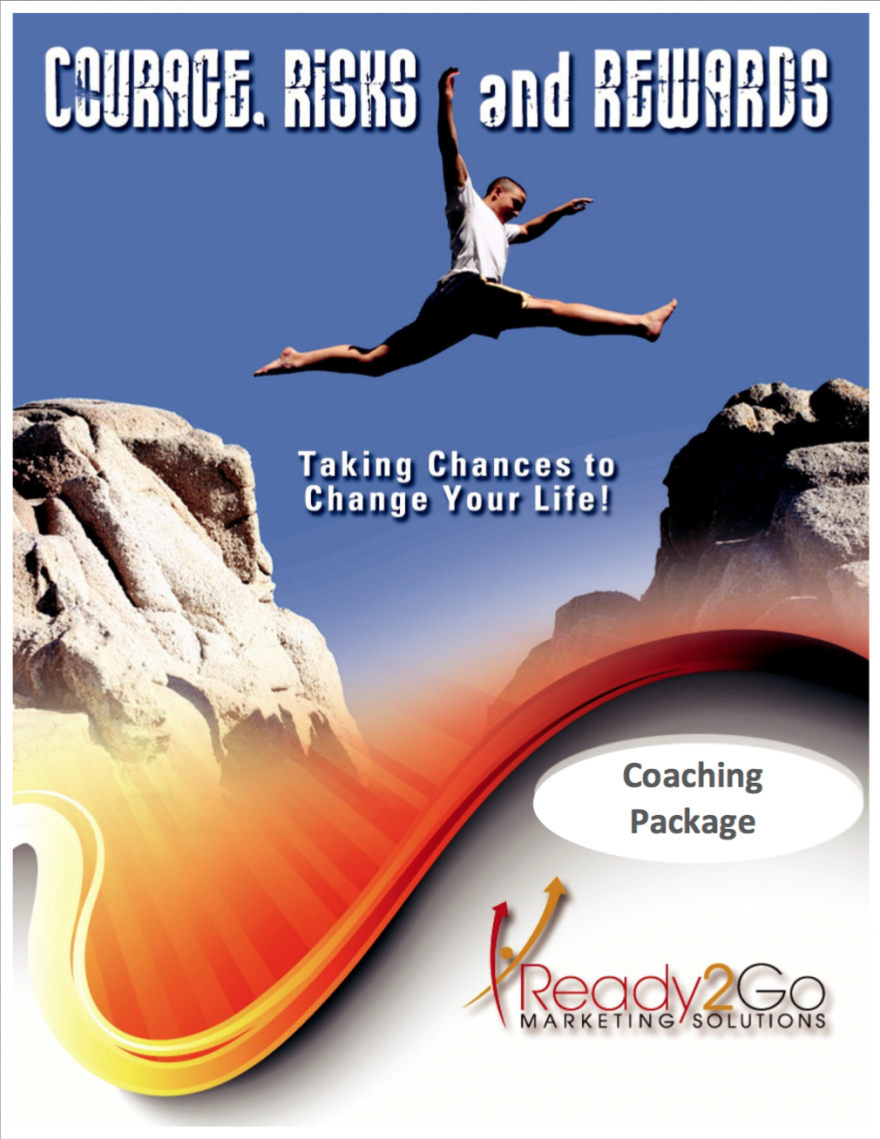 COURAGE, RISKS and REWARDS
Taking Chances to
Change Your Life!
Coaching
Package
Ready2Go
MARKETING SOLUTIONS